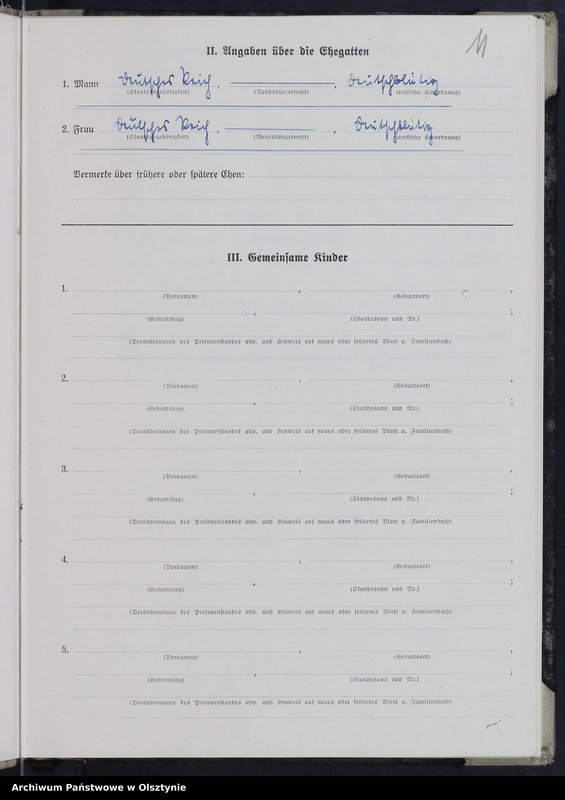 11
II. Angaben über die Ehegatten
1. Mann Deutsches Reich, , deutschblütig
(Staatsangehörigkeit) (Reichsbürgerrecht) (rassische Einordnung)
2. Frau Deutsches Reich, , deutschblütig
(Staatsangehörigkeit) (Reichsbürgerrecht) (rassische Einordnung)
Vermerke über frühere oder spätere Ehen:
III. Gemeinsame Kinder
1. , ,
(Vornamen) (Geburtsort)
, ;
(Geburtstag) (Standesamt und Nr.)
(Veränderungen des Personenstandes usw. und Hinweis auf neues oder früheres Blatt u. Familienbuch)
2. , ,
(Vornamen) (Geburtsort)
, ;
(Geburtstag) (Standesamt und Nr.)
(Veränderungen des Personenstandes usw. und Hinweis auf neues oder früheres Blatt u. Familienbuch)
3. , ,
(Vornamen) (Geburtsort)
, ;
(Geburtstag) (Standesamt und Nr.)
(Veränderungen des Personenstandes usw. und Hinweis auf neues oder früheres Blatt u. Familienbuch)
4. , ,
(Vornamen) (Geburtsort)
, ;
(Geburtstag) (Standesamt und Nr.)
(Veränderungen des Personenstandes usw. und Hinweis auf neues oder früheres Blatt u. Familienbuch)
5. , ,
(Vornamen) (Geburtsort)
, ;
(Geburtstag) (Standesamt und Nr.)
(Veränderungen des Personenstandes usw. und Hinweis auf neues oder früheres Blatt u. Familienbuch)
Archiwum Państwowe w Olsztynie